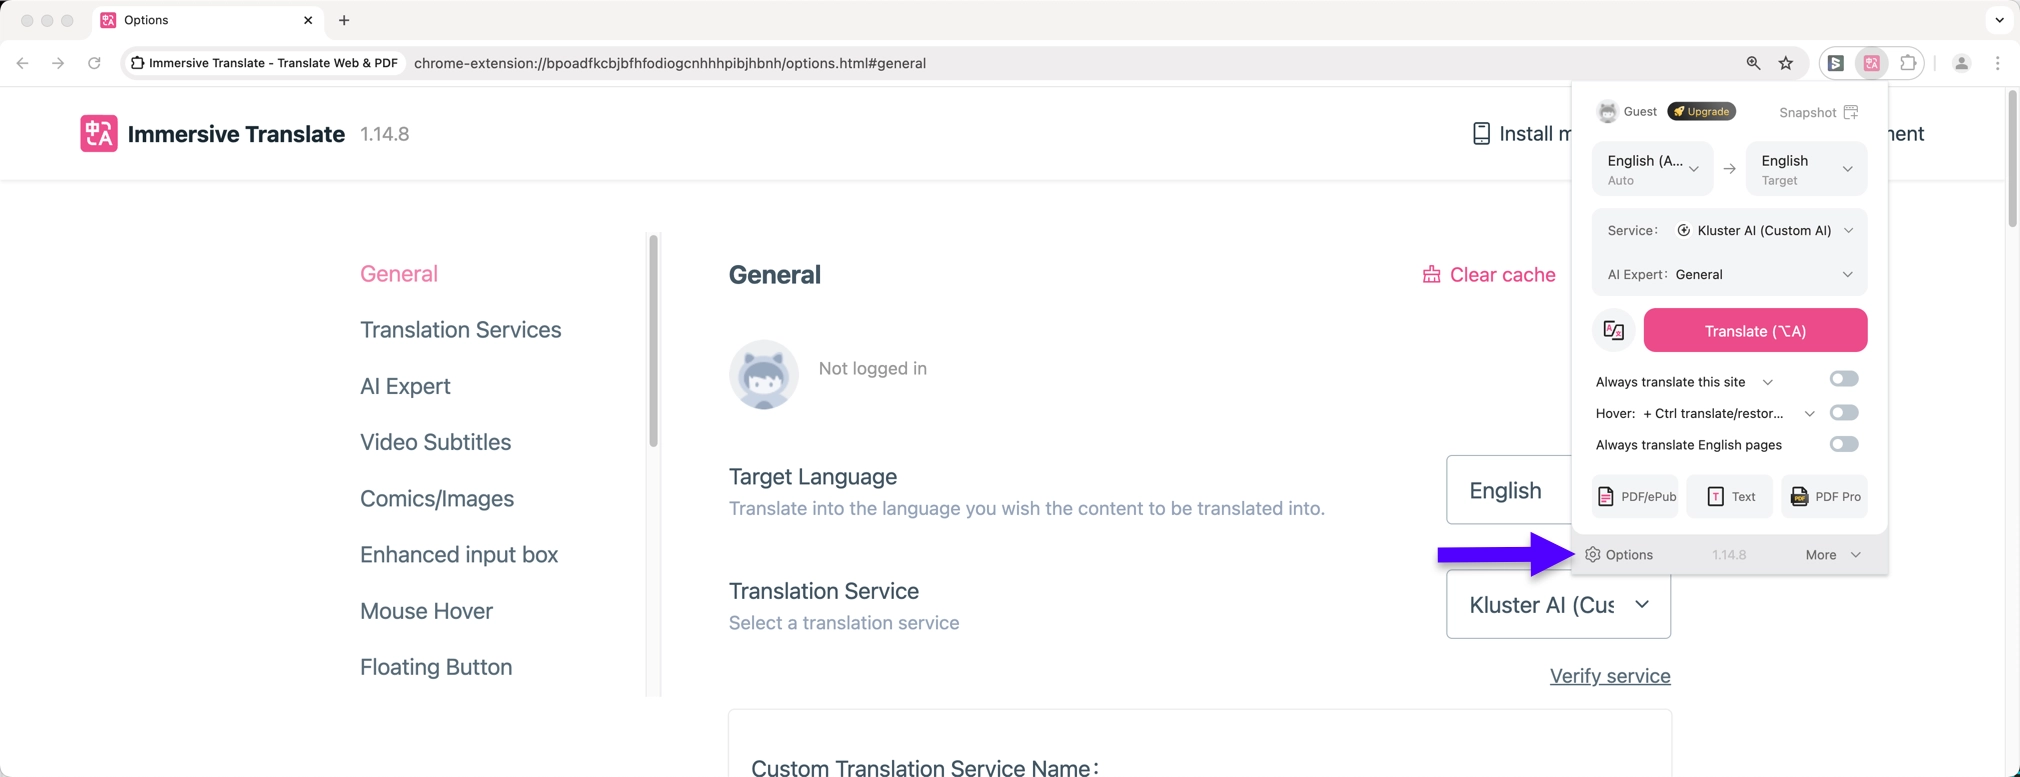 Options
Immersive Translate - Translate Web & PDF
chrome-extension://bpoadfkcbjbfhfodiogcnhhhpibjhbnh/options.html#general
Immersive Translate 1.14.8
Install m
nent
General
Translation Services
AI Expert
Video Subtitles
Comics/Images
Enhanced input box
Mouse Hover
Floating Button
General
Clear cache
Not logged in
Target Language
Translate into the language you wish the content to be translated into.
English
Translation Service
Select a translation service
Kluster AI (Cus
Verify service
Custom Translation Service Name:
Guest
Upgrade
Snapshot
English (A...
Auto
→
English
Target
Service: Kluster AI (Custom AI)
AI Expert: General
Translate (⌥A)
Always translate this site
Hover: + Ctrl translate/restor...
Always translate English pages
PDF/ePub
Text
PDF Pro
Options
1.14.8
More